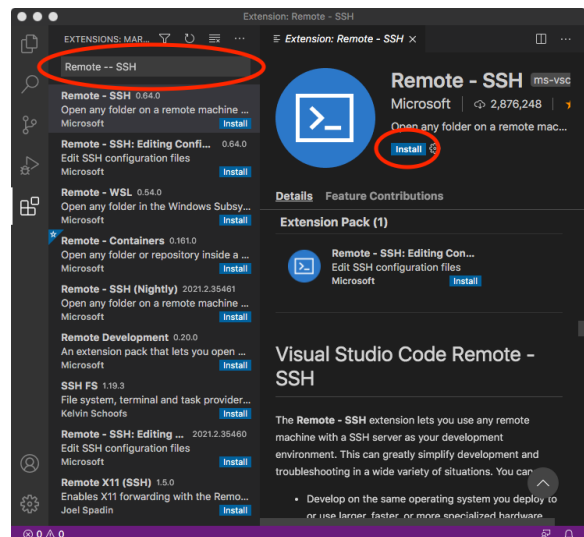 Extension: Remote - SSH
EXTENSIONS: MAR...
Remote -- SSH
Remote - SSH 0.64.0
Open any folder on a remote machine ...
Microsoft Install
Remote - SSH: Editing Confi... 0.64.0
Edit SSH configuration files
Microsoft Install
Remote - WSL 0.54.0
Open any folder in the Windows Subsy...
Microsoft Install
Remote - Containers 0.161.0
Open any folder or repository inside a ...
Microsoft Install
Remote - SSH (Nightly) 2021.2.35461
Open any folder on a remote machine ...
Microsoft Install
Remote Development 0.20.0
An extension pack that lets you open ...
Microsoft Install
SSH FS 1.19.3
File system, terminal and task provider...
Kelvin Schoofs Install
Remote - SSH: Editing ... 2021.2.35460
Edit SSH configuration files
Microsoft Install
Remote X11 (SSH) 1.5.0
Enables X11 forwarding with the Remo...
Joel Spadin Install
Extension: Remote - SSH
Remote - SSH ms-vsc
Microsoft 2,876,248
Open any folder on a remote mac...
Install
Details Feature Contributions
Extension Pack (1)
Remote - SSH: Editing Con...
Edit SSH configuration files
Microsoft Install
Visual Studio Code Remote -
SSH
The Remote - SSH extension lets you use any remote
machine with a SSH server as your development
environment. This can greatly simplify development and
troubleshooting in a wide variety of situations. You can
• Develop on the same operating system you deploy to
or use larger, faster, or more specialized hardware
0 0